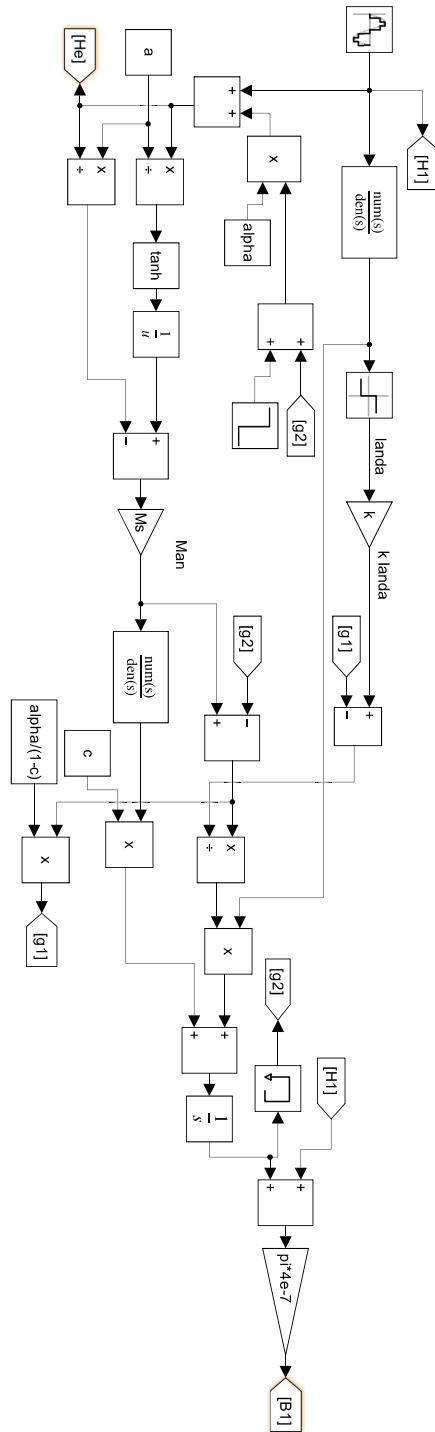 [H1]
num(s)
den(s)
landa
k
k landa
+
−
[g1]
[g2]
+
+
x
alpha
+
+
[g2]
−
+
x
÷
x
[H1]
[g2]
+
+
1
s
+
+
pi*4e-7
[B1]
a
[He]
x
÷
x
÷
tanh
1
u
+
−
Ms
Man
num(s)
den(s)
c
x
alpha/(1-c)
x
[g1]